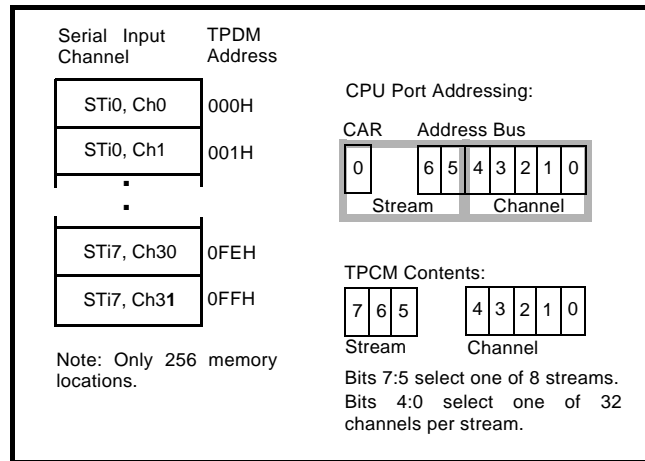 Serial Input Channel
TPDM Address
STi0, Ch0
000H
STi0, Ch1
001H
STi7, Ch30
0FEH
STi7, Ch31
0FFH
Note: Only 256 memory
locations.
CPU Port Addressing:
CAR
Address Bus
0
6 5 4 3 2 1 0
Stream
Channel
TPCM Contents:
7 6 5
4 3 2 1 0
Stream
Channel
Bits 7:5 select one of 8 streams.
Bits 4:0 select one of 32
channels per stream.